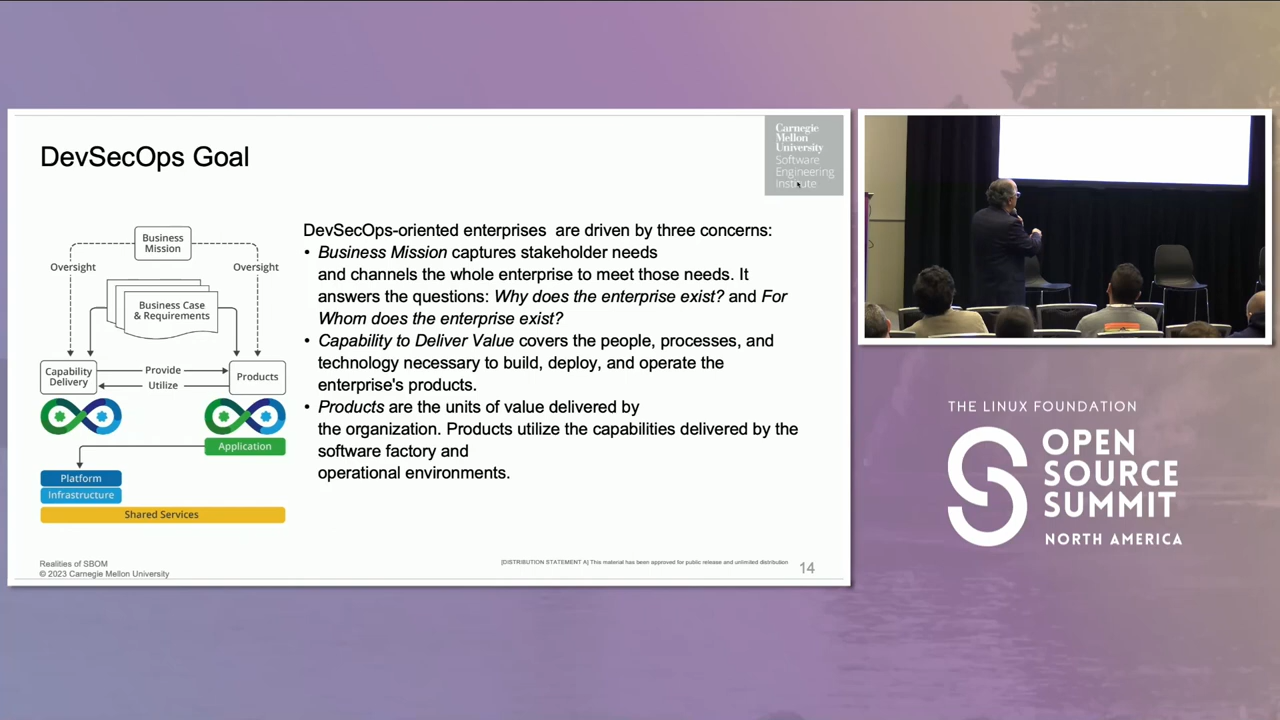 DevSecOps Goal
Carnegie
Mellon
University
Software
Engineering
Institute
Business
Mission
Oversight
Oversight
Business Case
& Requirements
Capability
Delivery
Provide
Utilize
Products
Application
Platform
Infrastructure
Shared Services
DevSecOps-oriented enterprises are driven by three concerns:
• Business Mission captures stakeholder needs
and channels the whole enterprise to meet those needs. It
answers the questions: Why does the enterprise exist? and For
Whom does the enterprise exist?
• Capability to Deliver Value covers the people, processes, and
technology necessary to build, deploy, and operate the
enterprise's products.
• Products are the units of value delivered by
the organization. Products utilize the capabilities delivered by the
software factory and
operational environments.
Realities of SBOM
© 2023 Carnegie Mellon University
[DISTRIBUTION STATEMENT A] This material has been approved for public release and unlimited distribution
14
THE LINUX FOUNDATION
OPEN
SOURCE
SUMMIT
NORTH AMERICA